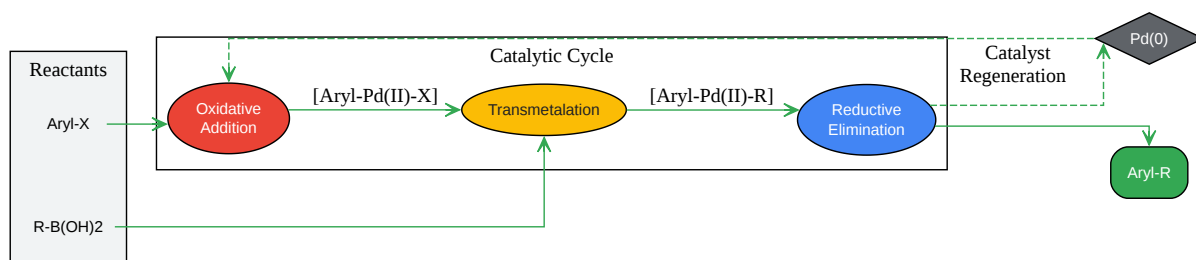 Reactants
Aryl-X
R-B(OH)2
Catalytic Cycle
Oxidative
Addition
[Aryl-Pd(II)-X]
Transmetalation
[Aryl-Pd(II)-R]
Reductive
Elimination
Catalyst
Regeneration
Pd(0)
Aryl-R